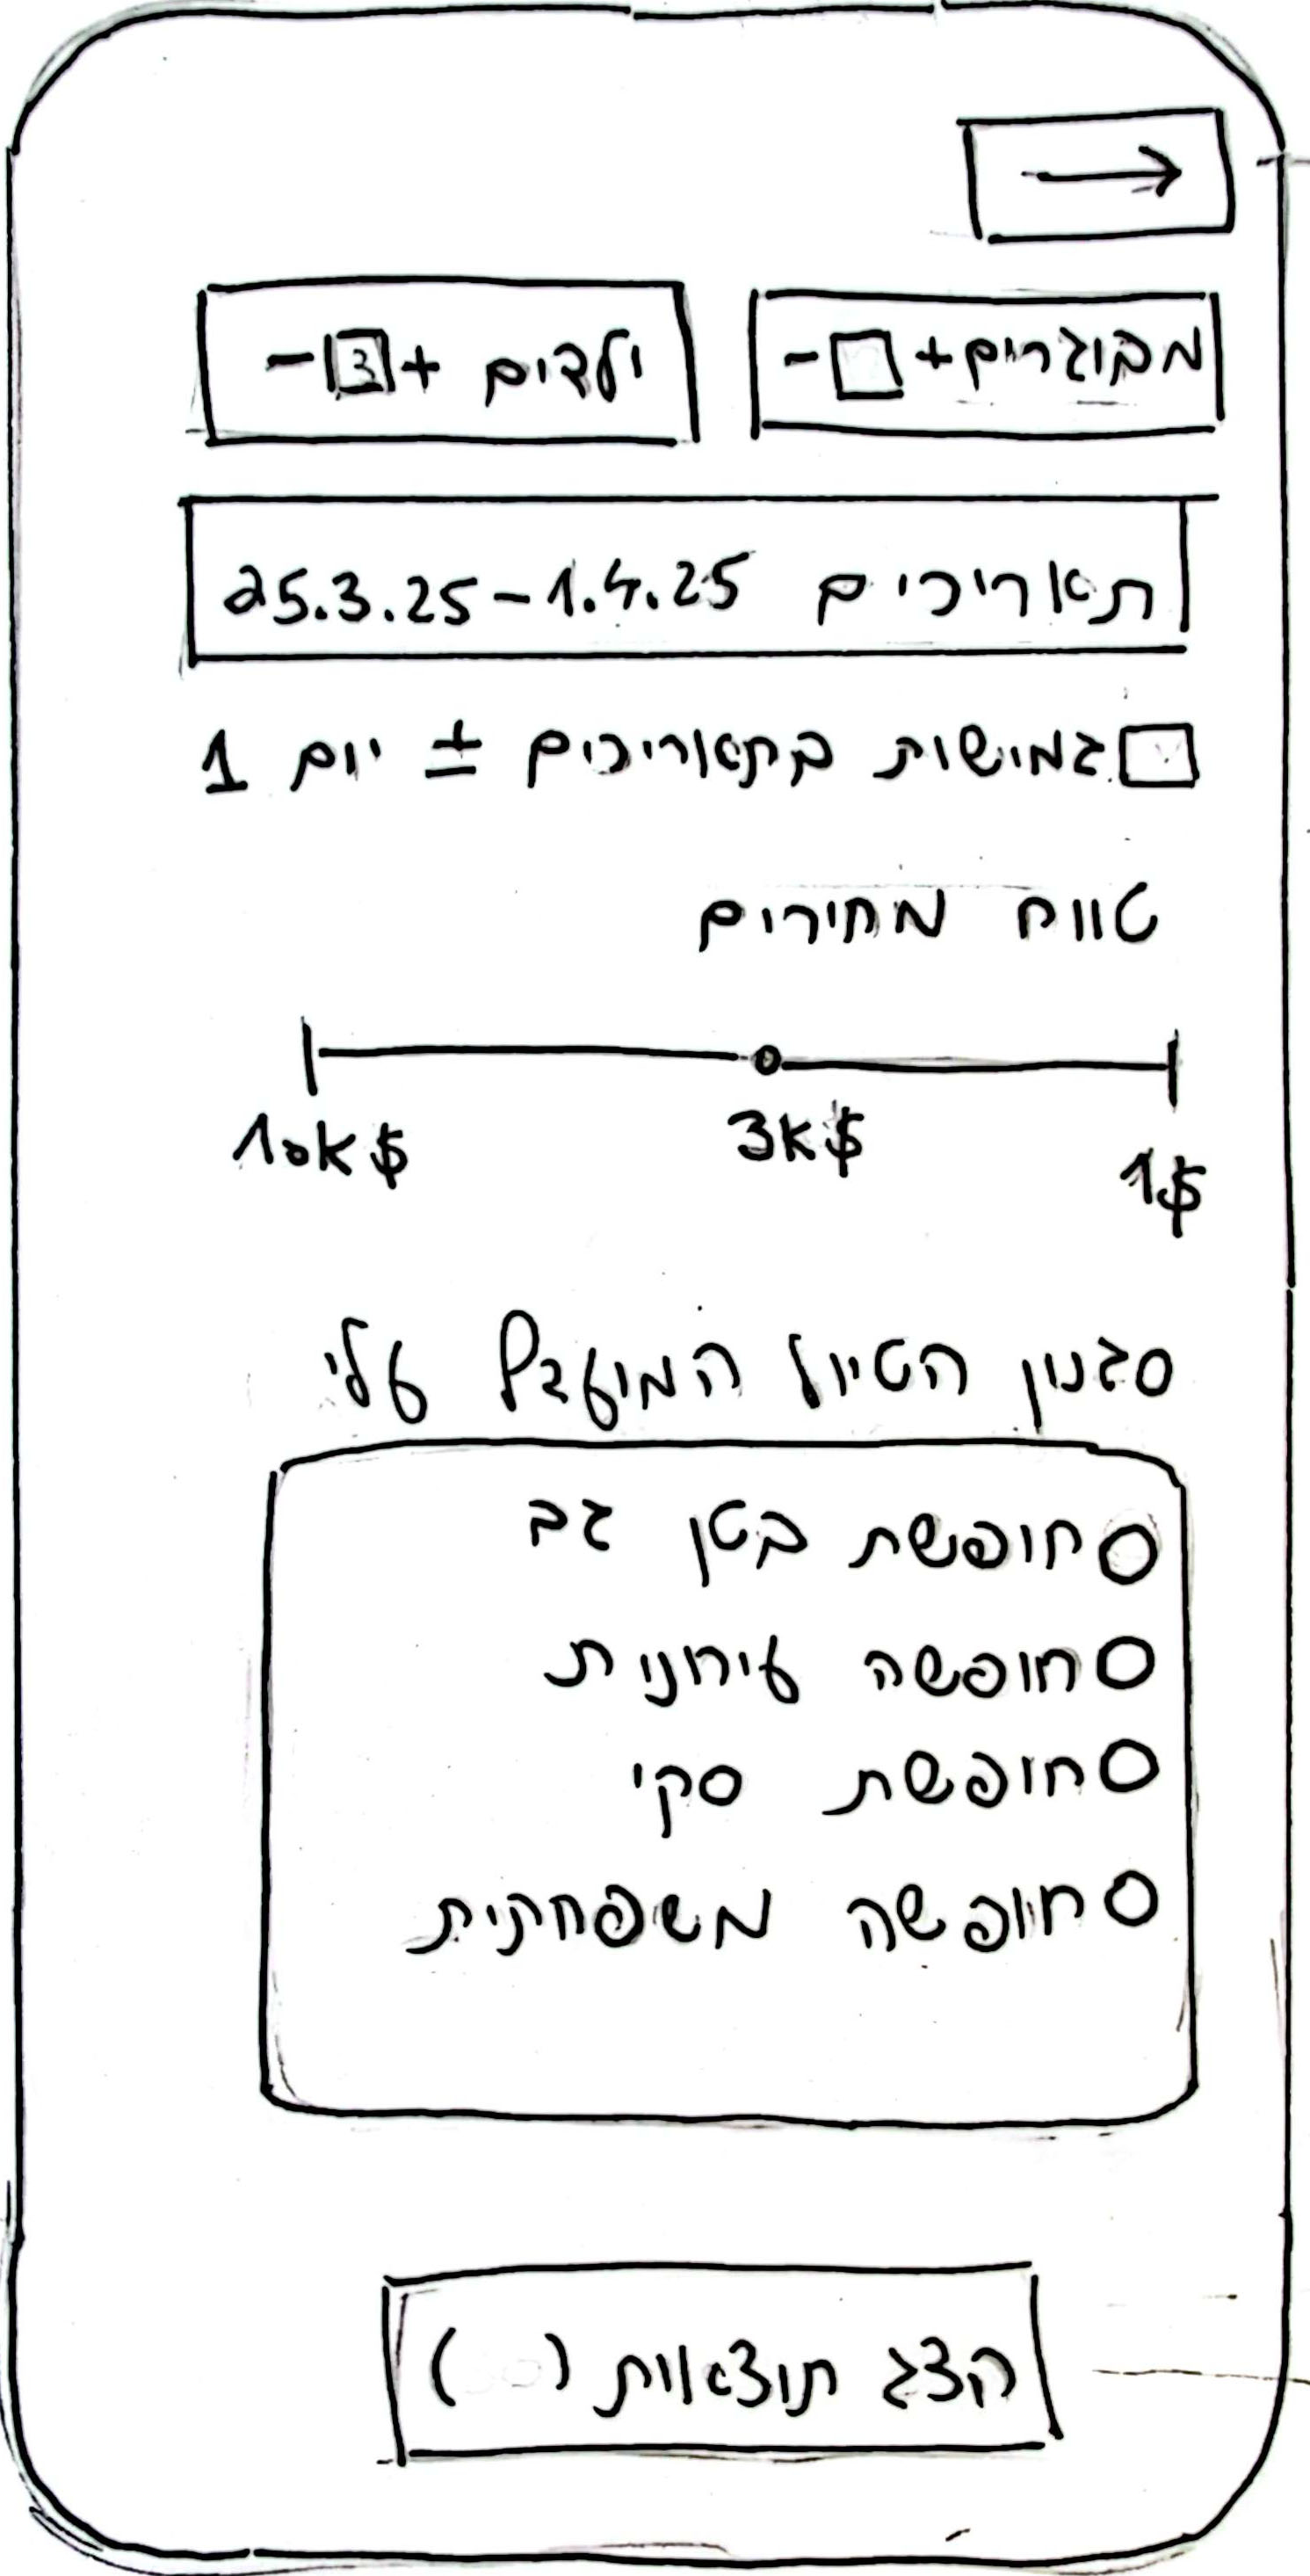 מבוגרים + -
ילדים + 3 -
תאריכים 25.3.25 - 1.4.25
גמישות בתאריכים ± יום 1
טווח מחירים
1$
3K$
10K$
סגנון הטיול המועדף עלי
חופשת בטן גב
חופשה עירונית
חופשת סקי
חופשה משפחתית
הצג תוצאות ( )